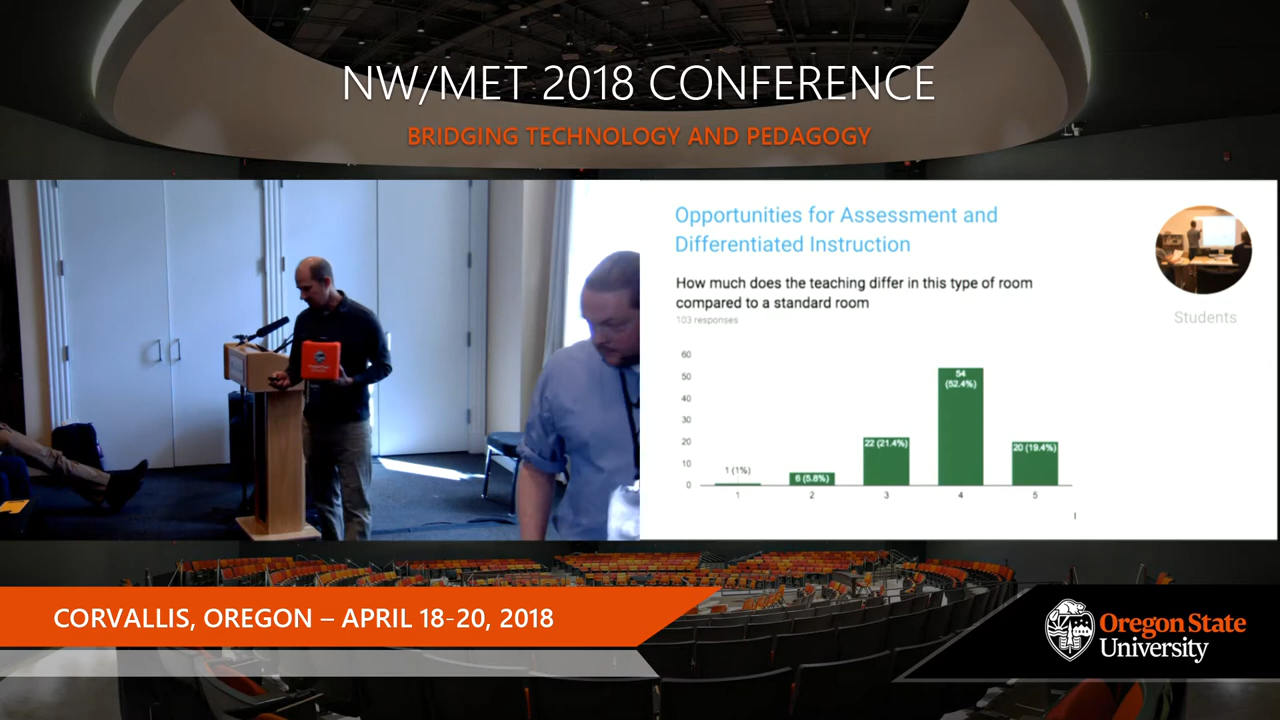 NW/MET 2018 CONFERENCE
BRIDGING TECHNOLOGY AND PEDAGOGY
Opportunities for Assessment and
Differentiated Instruction
How much does the teaching differ in this type of room
compared to a standard room
103 responses
Students
60
50
40
30
20
10
0
1 (1%)
6 (5.8%)
22 (21.4%)
54
(52.4%)
20 (19.4%)
1
2
3
4
5
CORVALLIS, OREGON – APRIL 18-20, 2018
Oregon State
University